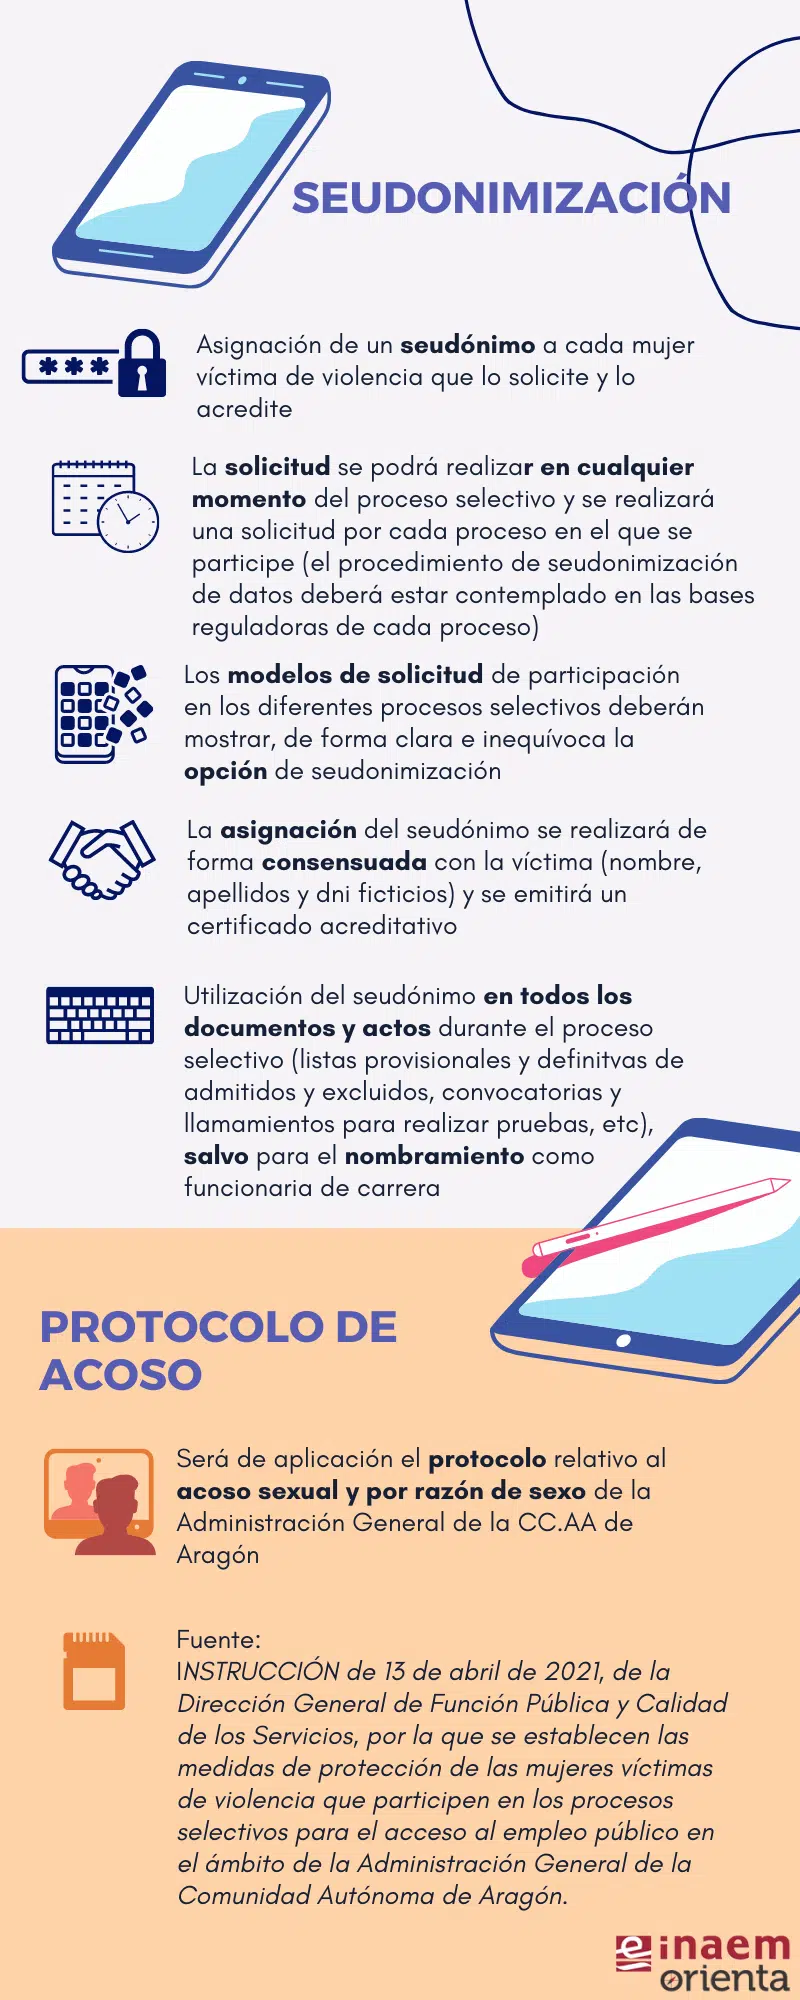 SEUDONIMIZACIÓN
***
Asignación de un seudónimo a cada mujer
víctima de violencia que lo solicite y lo
acredite
La solicitud se podrá realizar en cualquier
momento del proceso selectivo y se realizará
una solicitud por cada proceso en el que se
participe (el procedimiento de seudonimización
de datos deberá estar contemplado en las bases
reguladoras de cada proceso)
Los modelos de solicitud de participación
en los diferentes procesos selectivos deberán
mostrar, de forma clara e inequívoca la
opción de seudonimización
La asignación del seudónimo se realizará de
forma consensuada con la víctima (nombre,
apellidos y dni ficticios) y se emitirá un
certificado acreditativo
Utilización del seudónimo en todos los
documentos y actos durante el proceso
selectivo (listas provisionales y definitvas de
admitidos y excluidos, convocatorias y
llamamientos para realizar pruebas, etc),
salvo para el nombramiento como
funcionaria de carrera
PROTOCOLO DE
ACOSO
Será de aplicación el protocolo relativo al
acoso sexual y por razón de sexo de la
Administración General de la CC.AA de
Aragón
Fuente:
INSTRUCCIÓN de 13 de abril de 2021, de la
Dirección General de Función Pública y Calidad
de los Servicios, por la que se establecen las
medidas de protección de las mujeres víctimas
de violencia que participen en los procesos
selectivos para el acceso al empleo público en
el ámbito de la Administración General de la
Comunidad Autónoma de Aragón.
e inaem
orienta